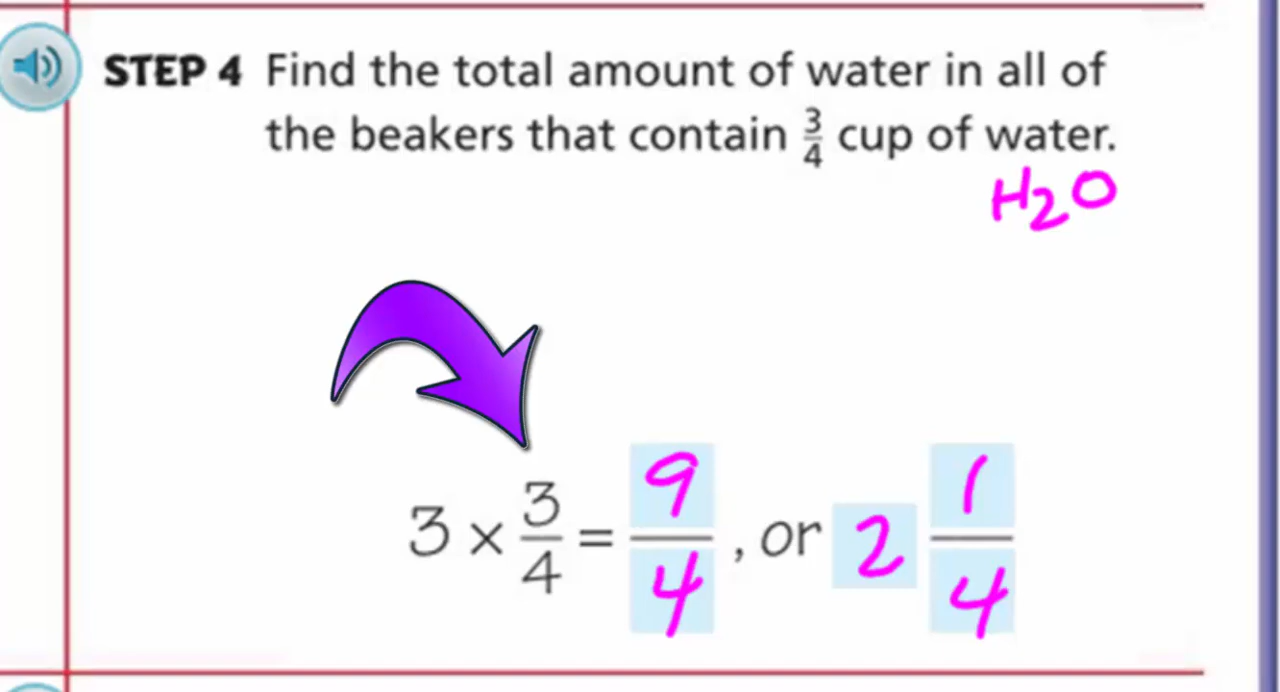 STEP 4 Find the total amount of water in all of
the beakers that contain 3/4 cup of water.
H2O
3 × 3/4 = 9/4, or 2 1/4